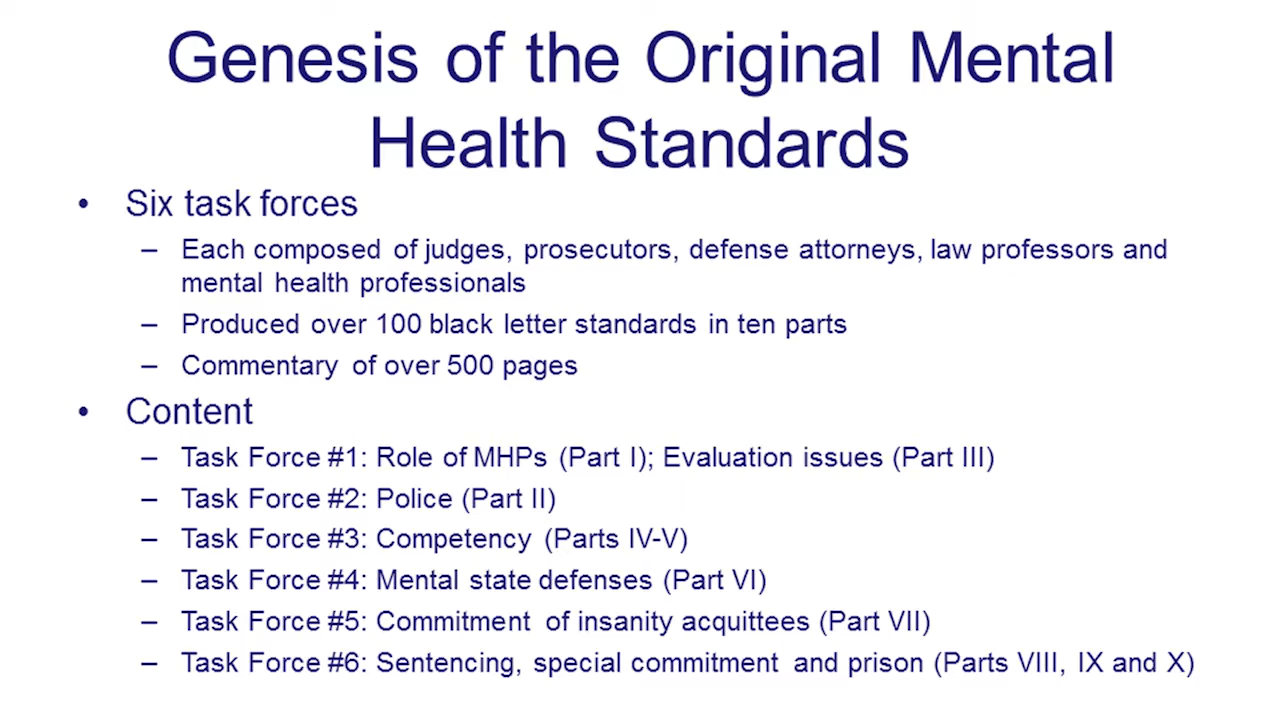 Genesis of the Original Mental
Health Standards
• Six task forces
– Each composed of judges, prosecutors, defense attorneys, law professors and
mental health professionals
– Produced over 100 black letter standards in ten parts
– Commentary of over 500 pages
• Content
– Task Force #1: Role of MHPs (Part I); Evaluation issues (Part III)
– Task Force #2: Police (Part II)
– Task Force #3: Competency (Parts IV-V)
– Task Force #4: Mental state defenses (Part VI)
– Task Force #5: Commitment of insanity acquittees (Part VII)
– Task Force #6: Sentencing, special commitment and prison (Parts VIII, IX and X)